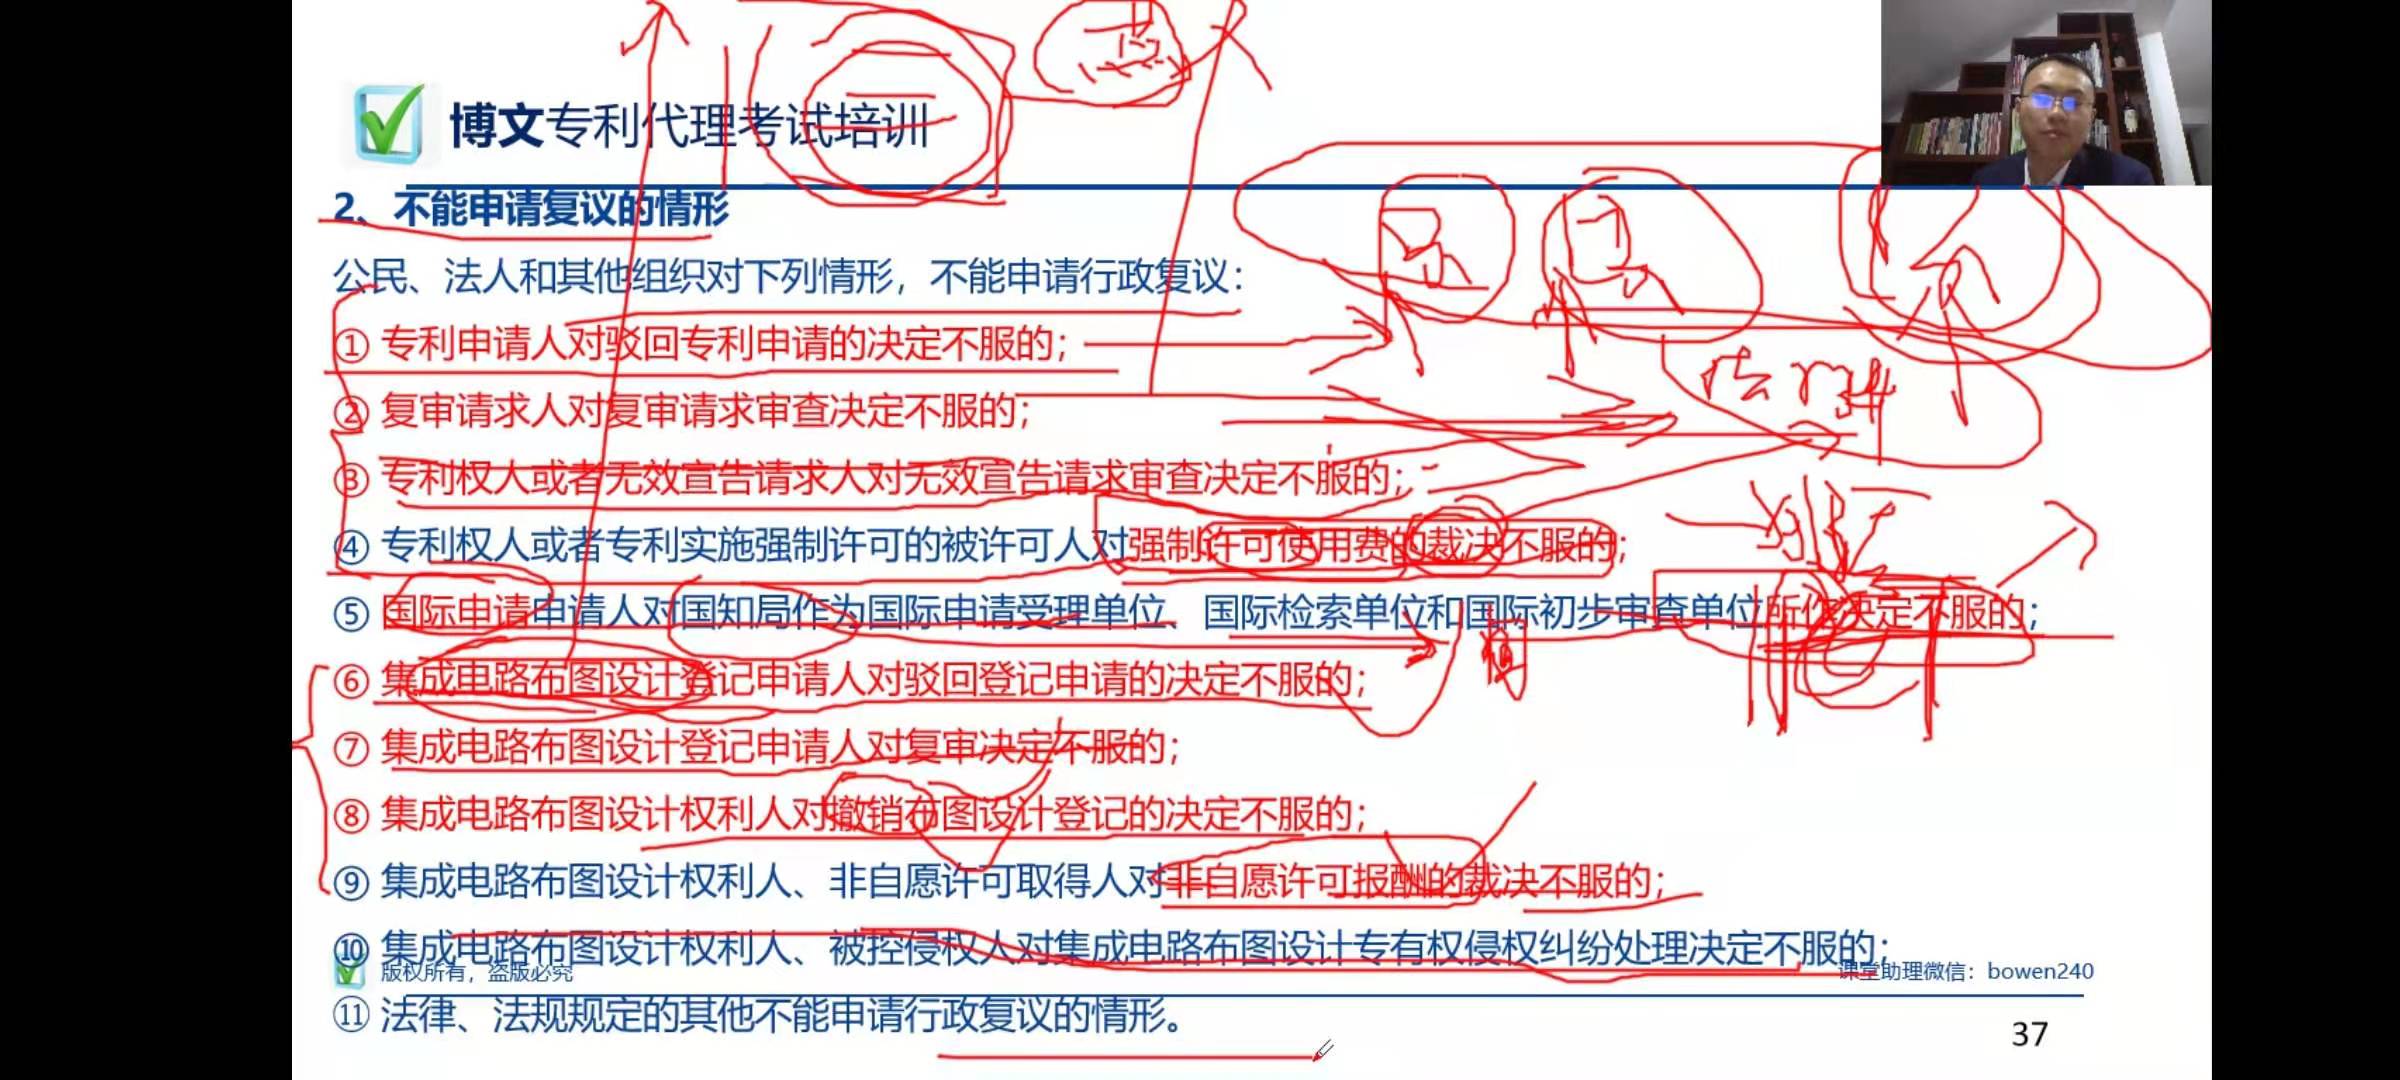 博文专利代理考试培训
2、不能申请复议的情形
公民、法人和其他组织对下列情形，不能申请行政复议：
① 专利申请人对驳回专利申请的决定不服的；
② 复审请求人对复审请求审查决定不服的；
③ 专利权人或者无效宣告请求人对无效宣告请求审查决定不服的；
④ 专利权人或者专利实施强制许可的被许可人对强制许可使用费的裁决不服的；
⑤ 国际申请申请人对国知局作为国际申请受理单位、国际检索单位和国际初步审查单位所作决定不服的；
⑥ 集成电路布图设计登记申请人对驳回登记申请的决定不服的；
⑦ 集成电路布图设计登记申请人对复审决定不服的；
⑧ 集成电路布图设计权利人对撤销布图设计登记的决定不服的；
⑨ 集成电路布图设计权利人、非自愿许可取得人对非自愿许可报酬的裁决不服的；
⑩ 集成电路布图设计权利人、被控侵权人对集成电路布图设计专有权侵权纠纷处理决定不服的；
版权所有，盗版必究
课堂助理微信：bowen240
⑪ 法律、法规规定的其他不能申请行政复议的情形。
37